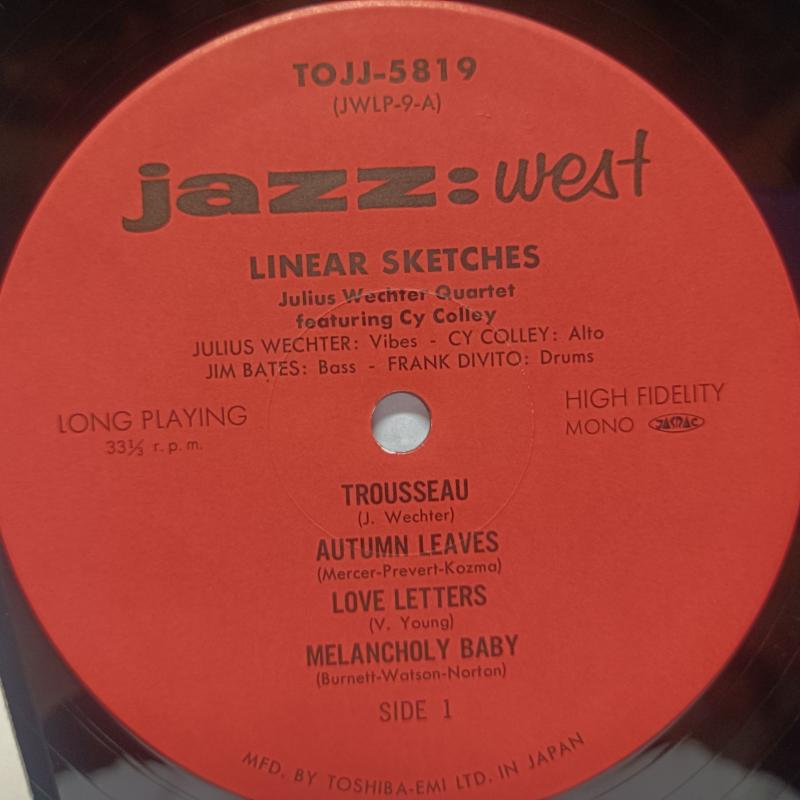 TOJJ-5819
(JWLP-9-A)
jazz:west
LINEAR SKETCHES
Julius Wechter Quartet
featuring Cy Colley
JULIUS WECHTER: Vibes - CY COLLEY: Alto
JIM BATES: Bass - FRANK DIVITO: Drums
LONG PLAYING
33⅓ r.p.m.
HIGH FIDELITY
MONO JASRAC
TROUSSEAU
(J. Wechter)
AUTUMN LEAVES
(Mercer-Prevert-Kozma)
LOVE LETTERS
(V. Young)
MELANCHOLY BABY
(Burnett-Watson-Norton)
SIDE 1
MFD. BY TOSHIBA-EMI LTD. IN JAPAN